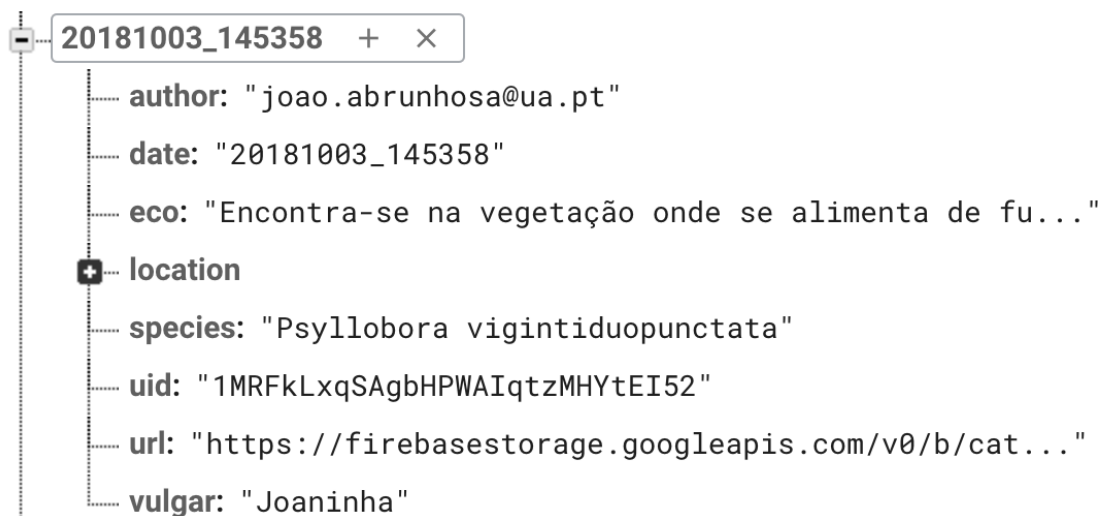 20181003_145358 + ×
author: "joao.abrunhosa@ua.pt"
date: "20181003_145358"
eco: "Encontra-se na vegetação onde se alimenta de fu..."
location
species: "Psyllobora vigintiduopunctata"
uid: "1MRFkLxqSAgbHPWAIqtzMHYtEI52"
url: "https://firebasestorage.googleapis.com/v0/b/cat..."
vulgar: "Joaninha"